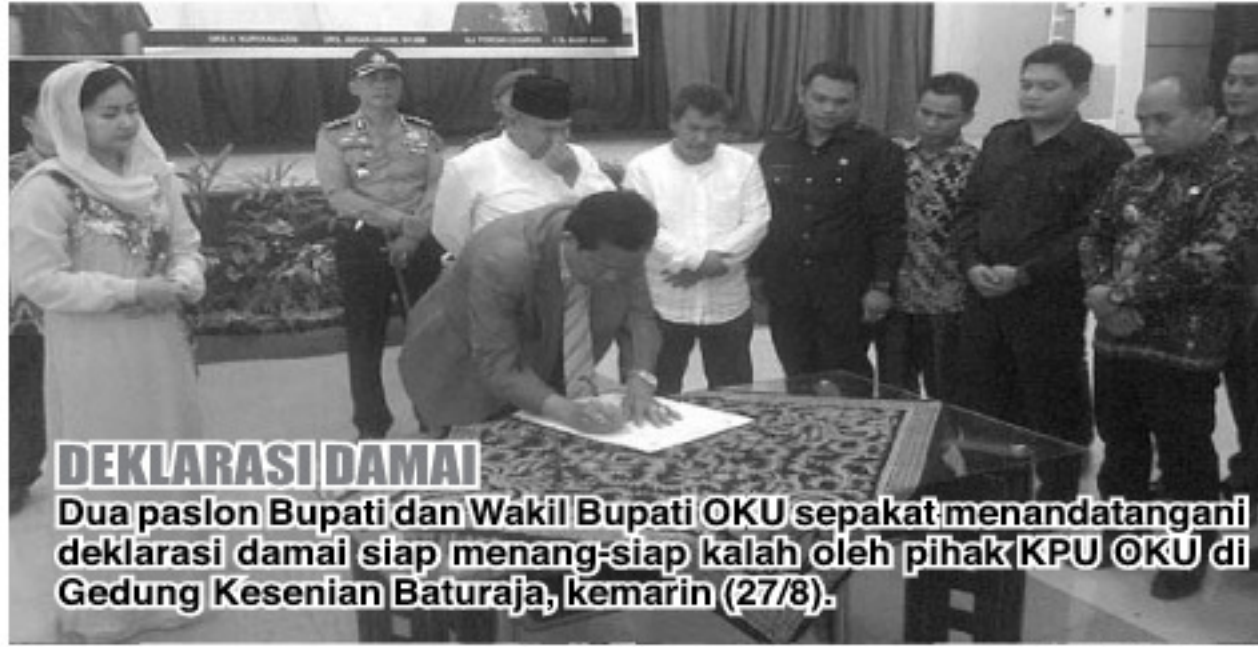 DEKLARASI DAMAI
Dua paslon Bupati dan Wakil Bupati OKU sepakat menandatangani
deklarasi damai siap menang-siap kalah oleh pihak KPU OKU di
Gedung Kesenian Baturaja, kemarin (27/8).